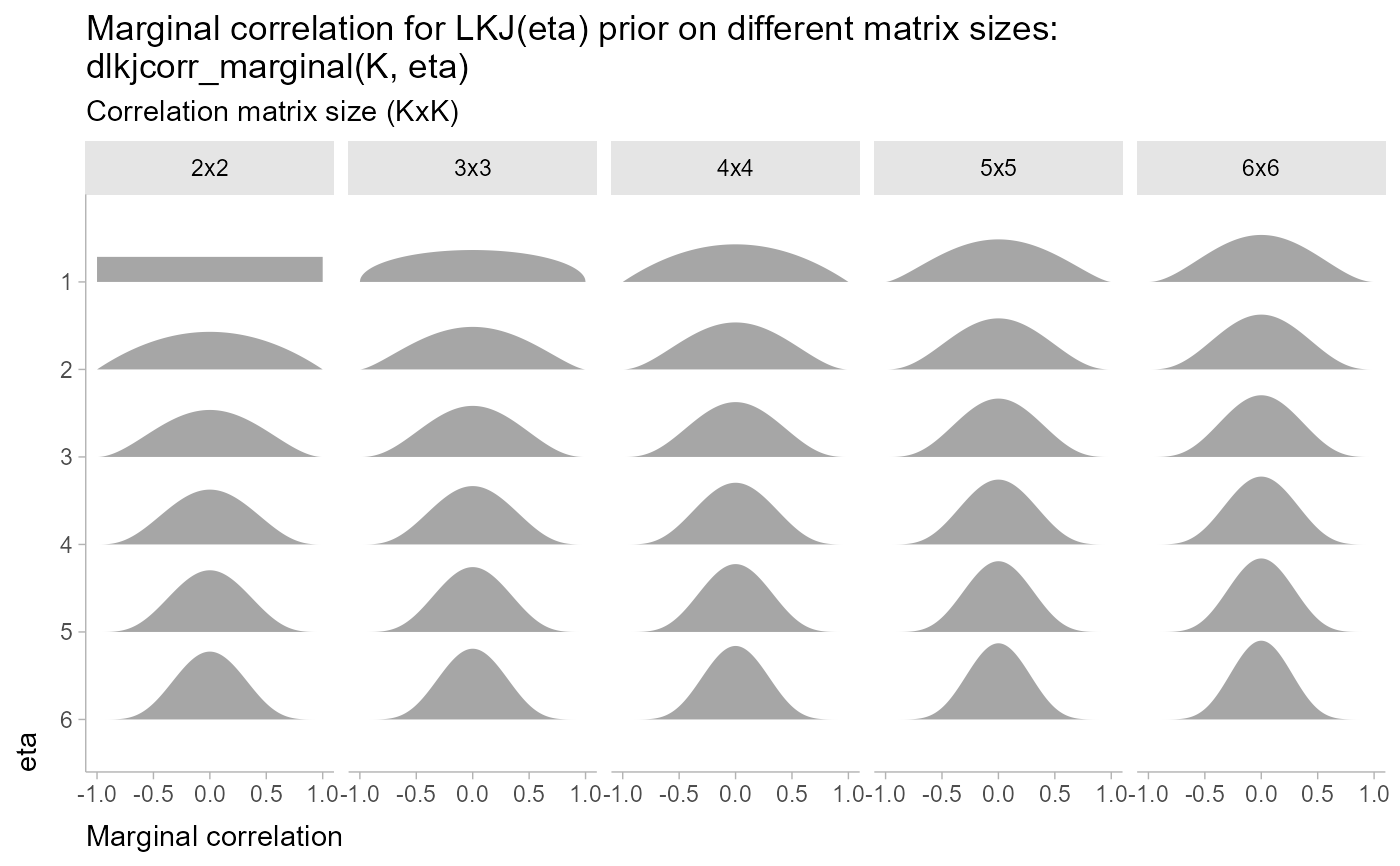 Marginal correlation for LKJ(eta) prior on different matrix sizes:
dlkjcorr_marginal(K, eta)
Correlation matrix size (KxK)
2x2 3x3 4x4 5x5 6x6
1
2
3
4
5
6
eta
-1.0 -0.5 0.0 0.5 1.0 -1.0 -0.5 0.0 0.5 1.0 -1.0 -0.5 0.0 0.5 1.0 -1.0 -0.5 0.0 0.5 1.0 -1.0 -0.5 0.0 0.5 1.0
Marginal correlation